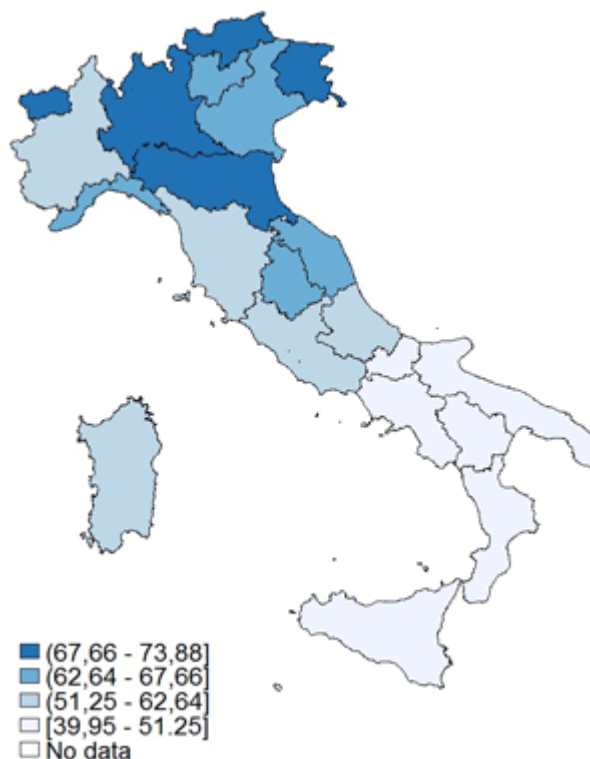 (67,66 - 73,88]
(62,64 - 67,66]
(51,25 - 62,64]
[39,95 - 51.25]
No data